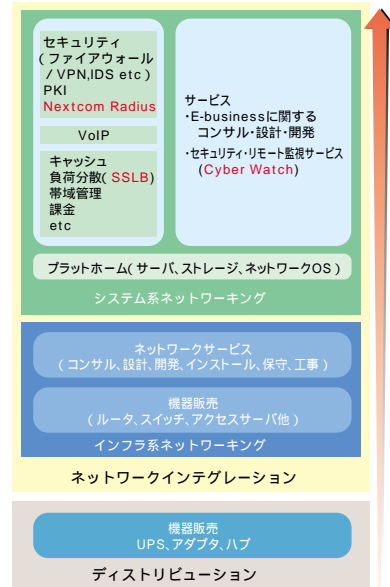 セキュリティ
(ファイアウォール
/ VPN,IDS etc )
PKI
Nextcom Radius
VoIP
キャッシュ
負荷分散( SSLB)
帯域管理
課金
etc
サービス
・E-businessに関する
コンサル・設計・開発
・セキュリティ・リモート監視サービス
(Cyber Watch)
プラットホーム( サーバ、ストレージ、ネットワークOS )
システム系ネットワーキング
ネットワークサービス
( コンサル、設計、開発、インストール、保守、工事 )
機器販売
( ルータ、スイッチ、アクセスサーバ他 )
インフラ系ネットワーキング
ネットワークインテグレーション
機器販売
UPS、アダプタ、ハブ
ディストリビューション